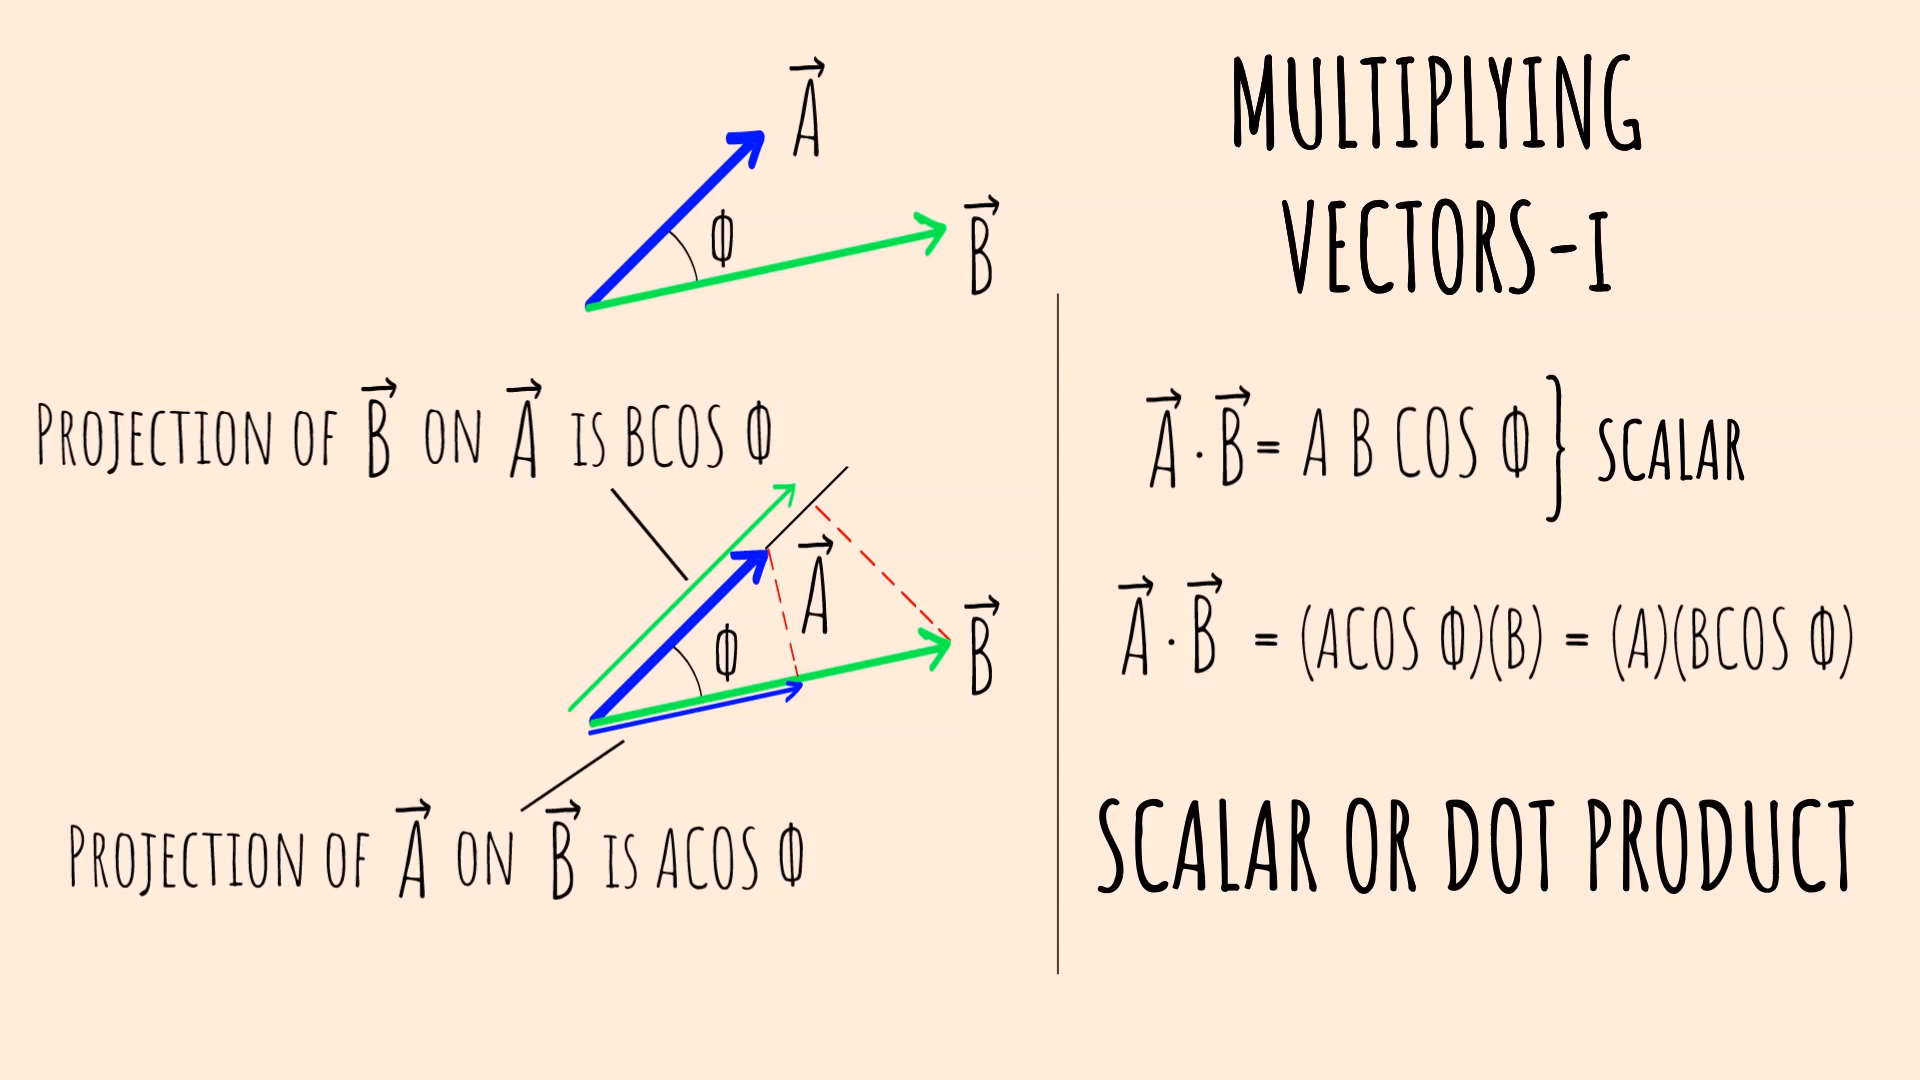 MULTIPLYING
VECTORS-I
A⃗
Φ
B⃗
PROJECTION OF B⃗ ON A⃗ IS BCOS Φ
A⃗
Φ
B⃗
PROJECTION OF A⃗ ON B⃗ IS ACOS Φ
A⃗ · B⃗ = A B COS Φ } SCALAR
A⃗ · B⃗ = (ACOS Φ)(B) = (A)(BCOS Φ)
SCALAR OR DOT PRODUCT